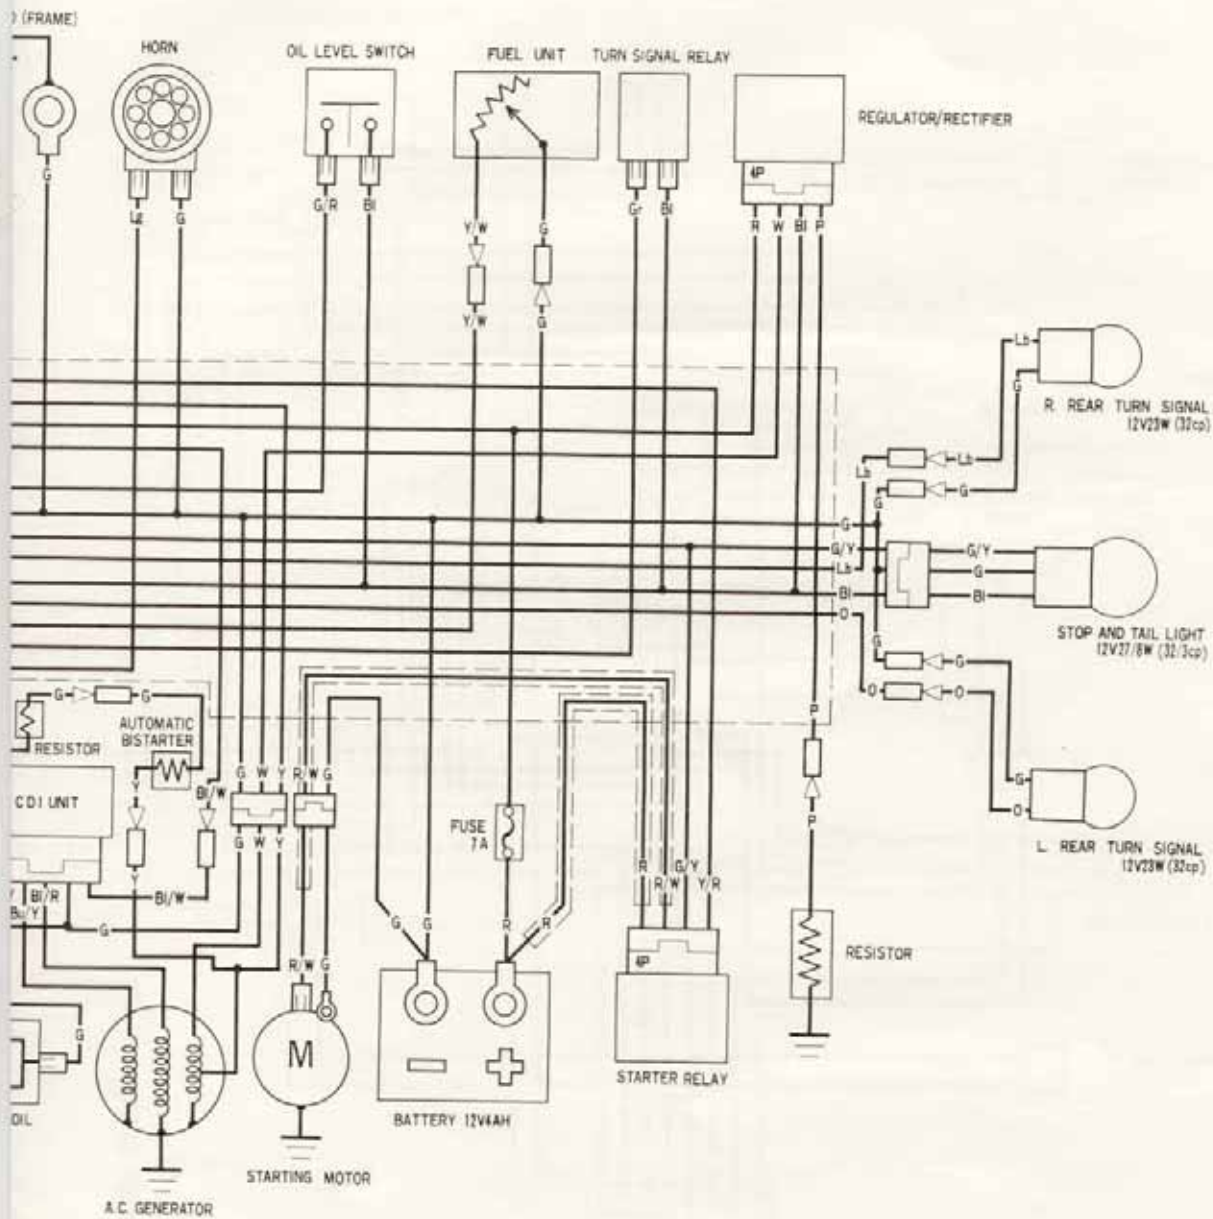 (FRAME)
HORN
OIL LEVEL SWITCH
FUEL UNIT
TURN SIGNAL RELAY
REGULATOR/RECTIFIER
4P
G
Lg
G
G/R
Bl
Y/W
G
Gr
Bl
R W Bl P
Y/W
G
Lb
G
R. REAR TURN SIGNAL
12V23W (32cp)
Lb
Lb
G
G
G
G/Y
G/Y
Lb
G
Bl
Bl
O
STOP AND TAIL LIGHT
12V27/8W (32/3cp)
G
G
O
O
G
G
AUTOMATIC
BISTARTER
RESISTOR
P
G W Y R/W G
Y
Bl/W
CDI UNIT
G
O
P
FUSE
7A
G W Y
L. REAR TURN SIGNAL
12V23W (32cp)
Y Bl/R
Y
Bl/W
R
R/W
G/Y
Y/R
Bu/Y
G
G
G
R
R
R/W
G
4P
RESISTOR
G
M
STARTER RELAY
OIL
BATTERY 12V4AH
STARTING MOTOR
A.C. GENERATOR